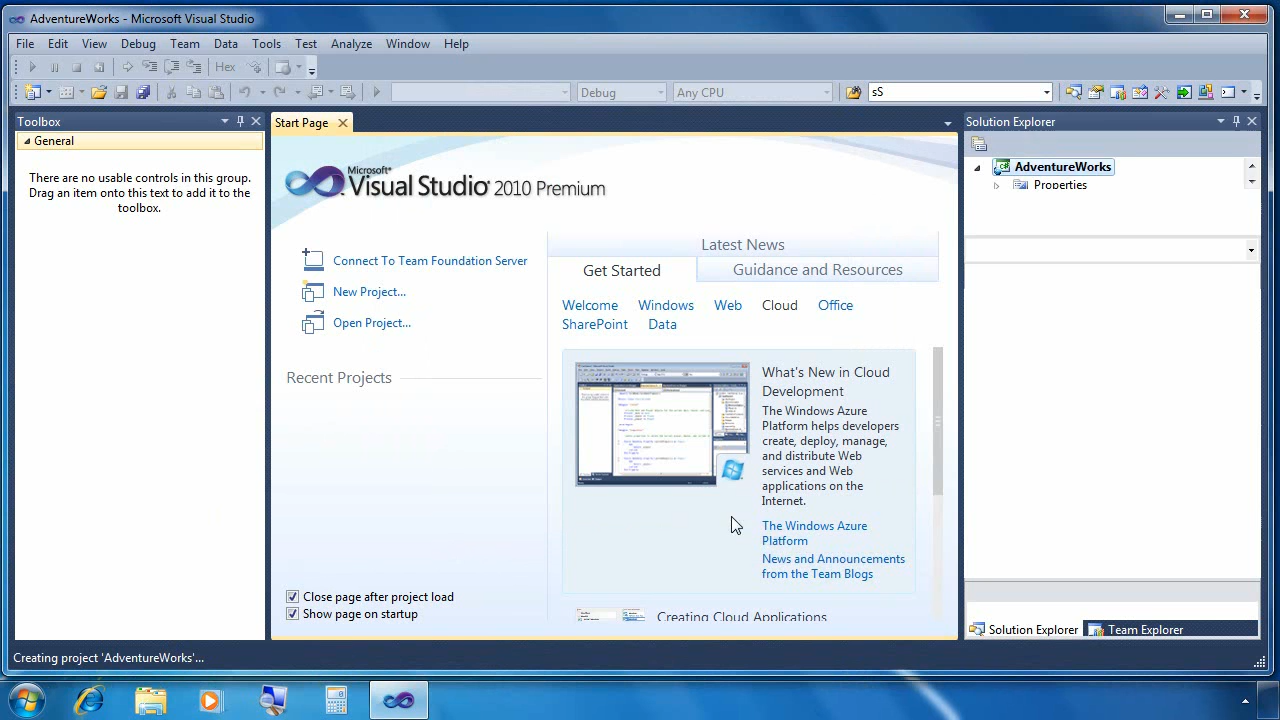 AdventureWorks - Microsoft Visual Studio
File Edit View Debug Team Data Tools Test Analyze Window Help
Hex
Debug Any CPU sS
Toolbox
General
There are no usable controls in this group.
Drag an item onto this text to add it to the
toolbox.
Start Page
Microsoft®
Visual Studio® 2010 Premium
Connect To Team Foundation Server
New Project...
Open Project...
Recent Projects
Close page after project load
Show page on startup
Latest News
Get Started Guidance and Resources
Welcome Windows Web Cloud Office
SharePoint Data
What's New in Cloud
Development
The Windows Azure
Platform helps developers
create, deploy, manage,
and distribute Web
services and Web
applications on the
Internet.
The Windows Azure
Platform
News and Announcements
from the Team Blogs
Creating Cloud Applications
Solution Explorer
AdventureWorks
Properties
Solution Explorer Team Explorer
Creating project 'AdventureWorks'...